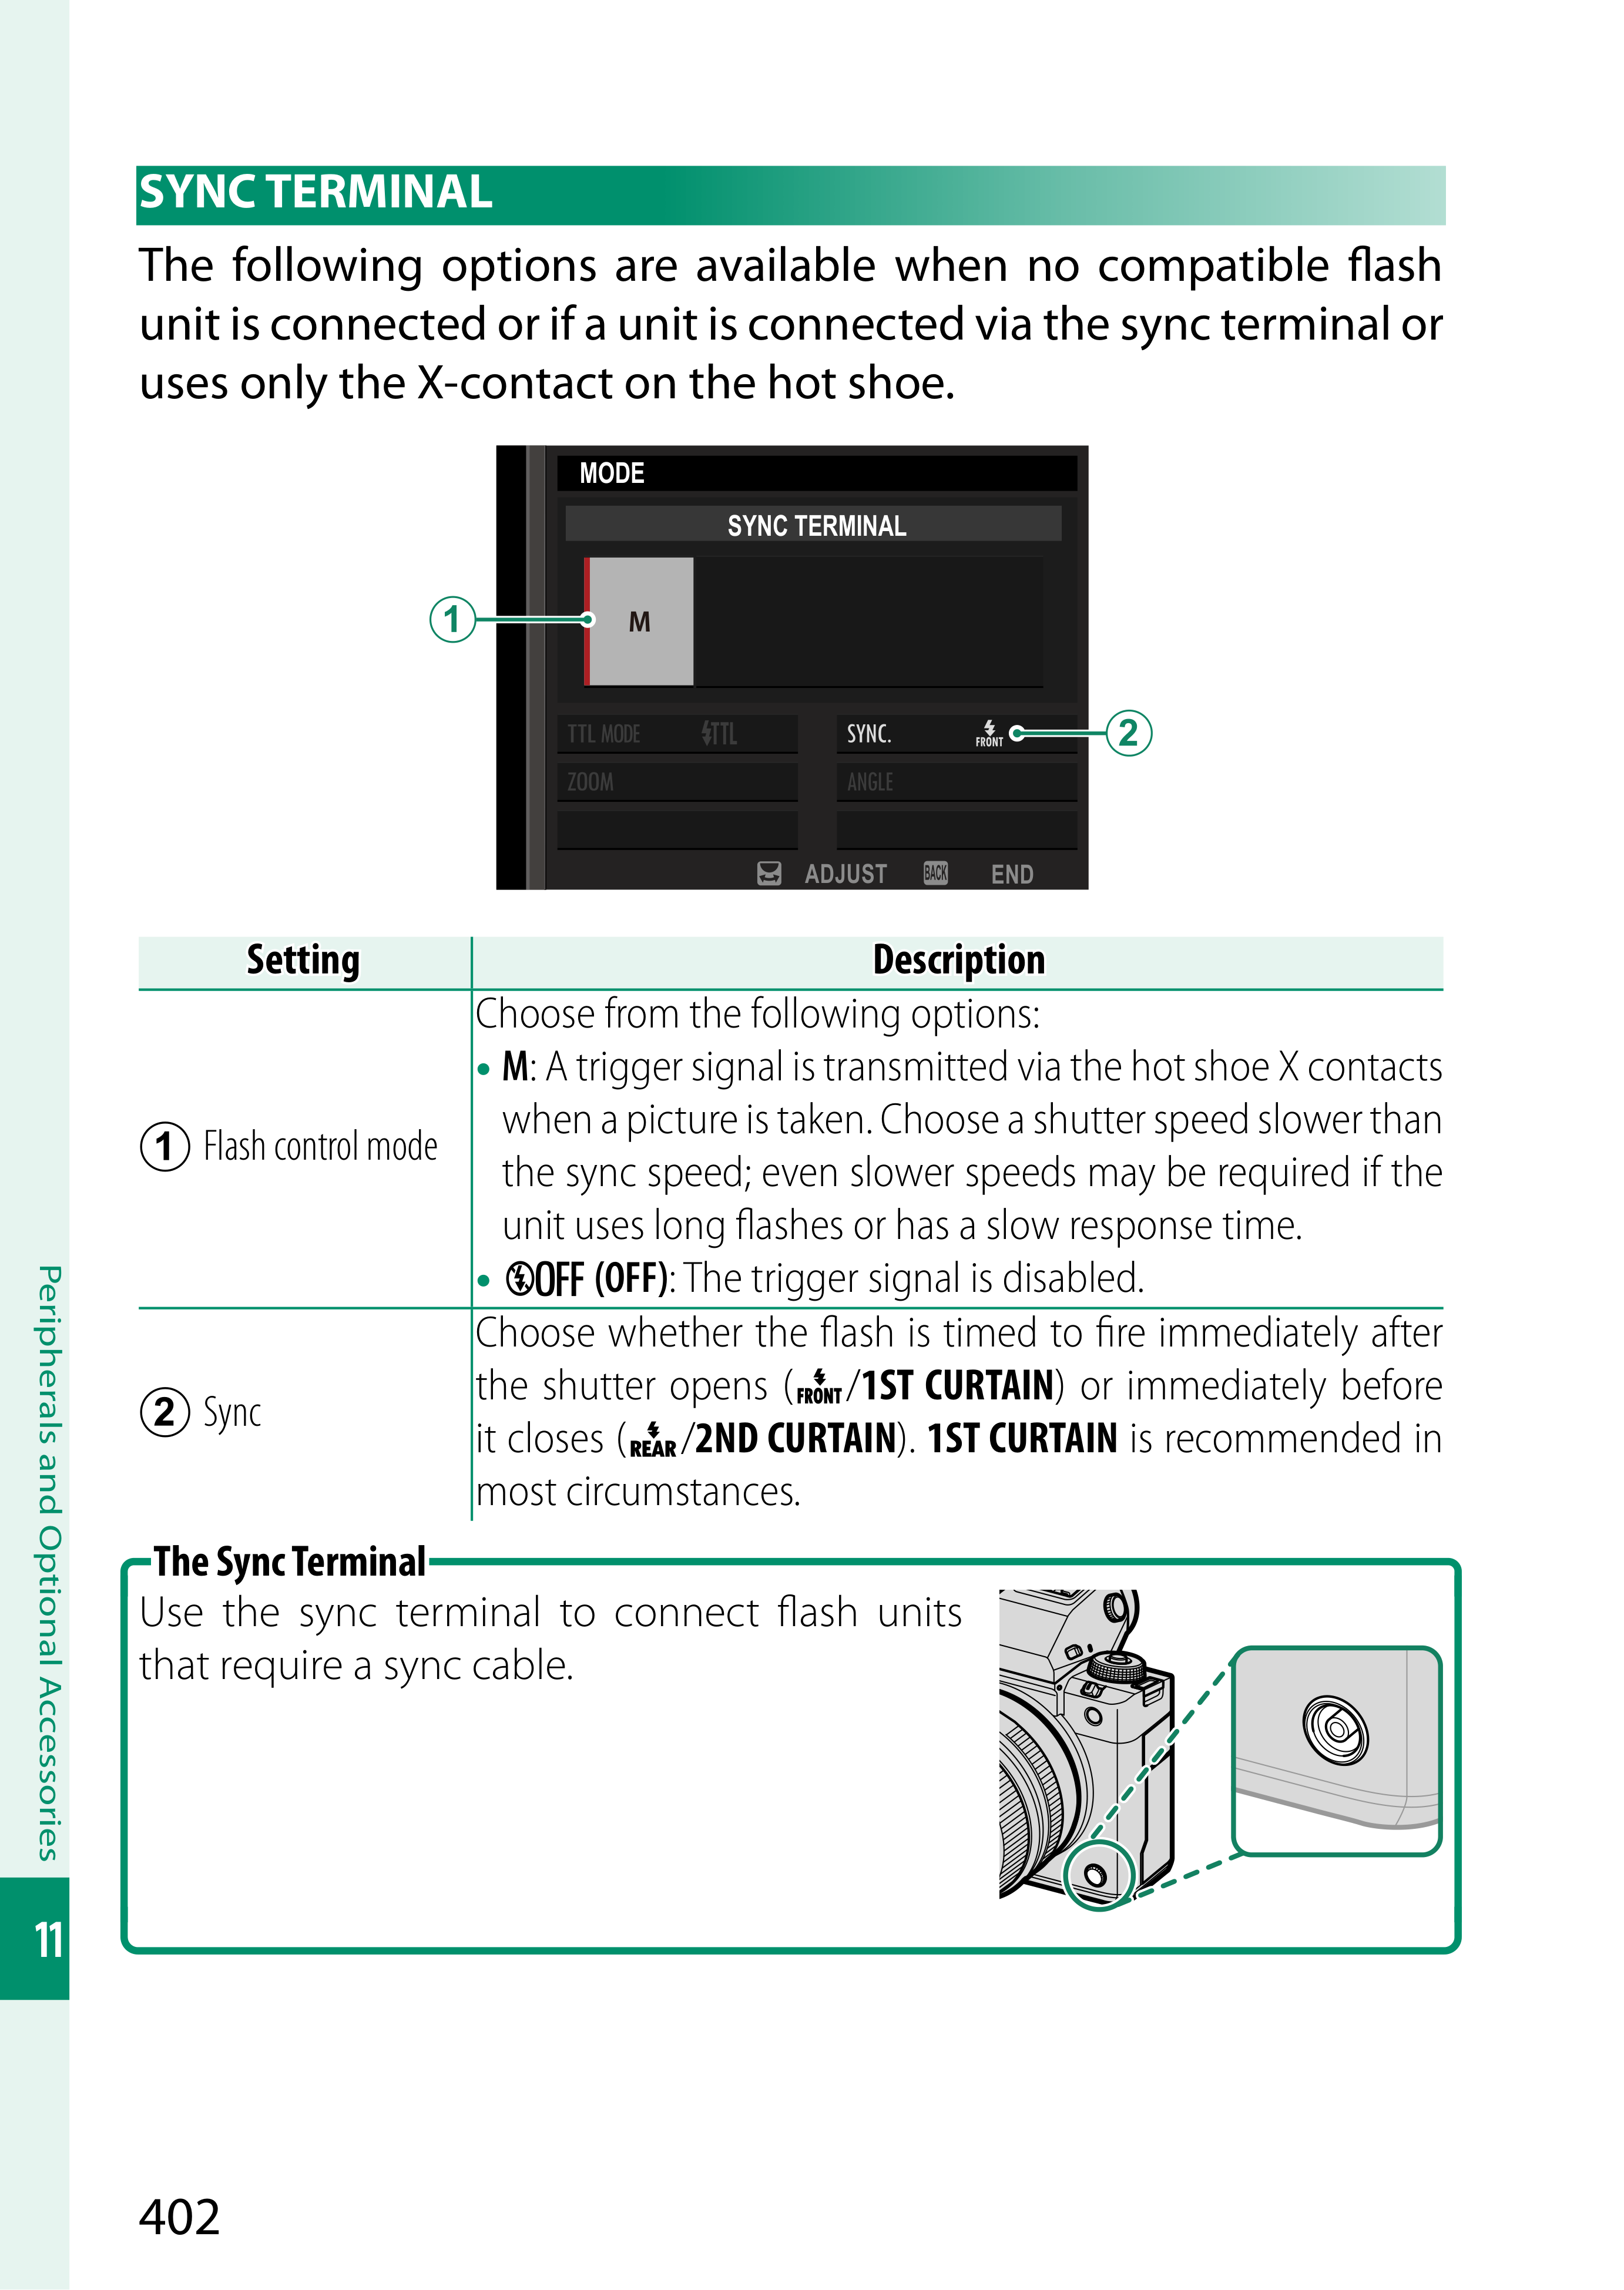 SYNC TERMINAL
The following options are available when no compatible flash
unit is connected or if a unit is connected via the sync terminal or
uses only the X-contact on the hot shoe.
MODE
SYNC TERMINAL
1
M
TTL MODE TTL
SYNC. FRONT
2
ZOOM
ANGLE
ADJUST BACK END
Setting
Description
1 Flash control mode
Choose from the following options:
• M: A trigger signal is transmitted via the hot shoe X contacts
when a picture is taken. Choose a shutter speed slower than
the sync speed; even slower speeds may be required if the
unit uses long flashes or has a slow response time.
• OFF (OFF): The trigger signal is disabled.
2 Sync
Choose whether the flash is timed to fire immediately after
the shutter opens (FRONT/1ST CURTAIN) or immediately before
it closes (REAR/2ND CURTAIN). 1ST CURTAIN is recommended in
most circumstances.
The Sync Terminal
Use the sync terminal to connect flash units
that require a sync cable.
Peripherals and Optional Accessories
11
402